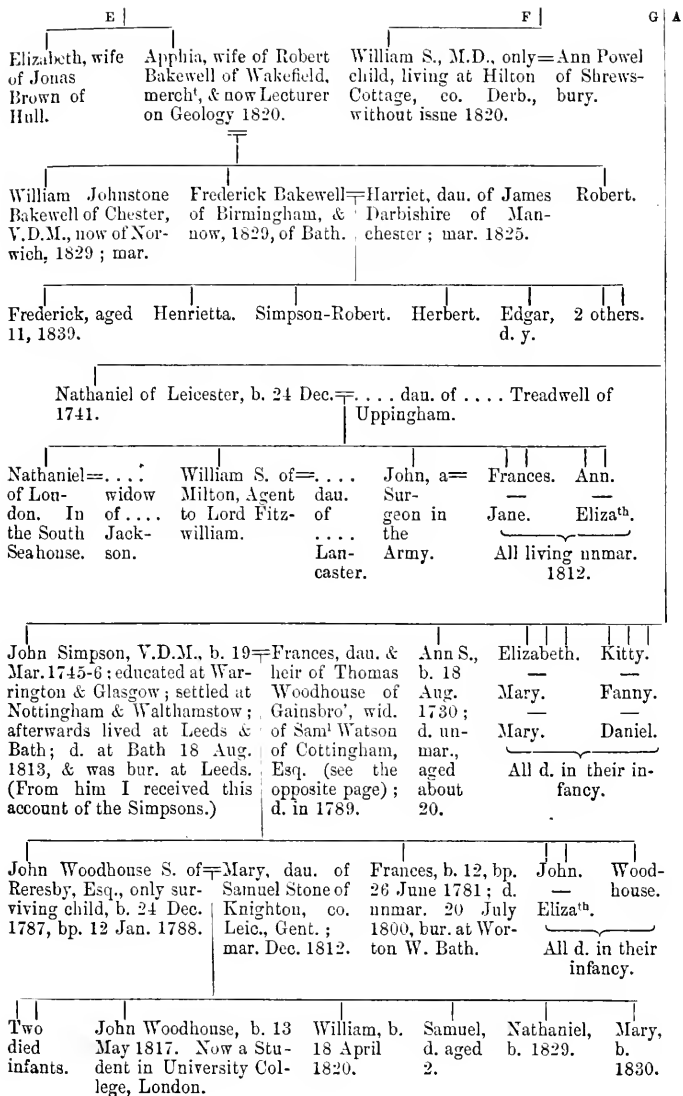 E F G A
Elizabeth, wife
of Jonas
Brown of
Hull.
Apphia, wife of Robert
Bakewell of Wakefield,
mercht, & now Lecturer
on Geology 1820.
William S., M.D., only=
child, living at Hilton
Cottage, co. Derb.,
without issue 1820.
Ann Powel
of Shrews-
bury.
William Johnstone
Bakewell of Chester,
V.D.M., now of Nor-
wich, 1829 ; mar.
Frederick Bakewell=
of Birmingham, &
now, 1829, of Bath.
Harriet, dau. of James
Darbishire of Man-
chester ; mar. 1825.
Robert.
Frederick, aged
11, 1839.
Henrietta.
Simpson-Robert.
Herbert.
Edgar,
d. y.
2 others.
Nathaniel of Leicester, b. 24 Dec.=
1741.
. . . . dau. of . . . . Treadwell of
Uppingham.
Nathaniel=
of Lon-
don. In
the South
Seahouse.
. . . .
widow
of . . . .
Jack-
son.
William S. of=
Milton, Agent
to Lord Fitz-
william.
. . . .
dau.
of
. . . .
Lan-
caster.
John, a=
Sur-
geon in
the
Army.
Frances.
—
Jane.
Ann.
—
Elizath.
All living unmar.
1812.
John Simpson, V.D.M., b. 19=
Mar. 1745-6 ; educated at War-
rington & Glasgow ; settled at
Nottingham & Walthamstow ;
afterwards lived at Leeds &
Bath ; d. at Bath 18 Aug.
1813, & was bur. at Leeds.
(From him I received this
account of the Simpsons.)
Frances, dau. &
heir of Thomas
Woodhouse of
Gainsbro', wid.
of Saml Watson
of Cottingham,
Esq. (see the
opposite page) ;
d. in 1789.
Ann S.,
b. 18
Aug.
1730 ;
d. un-
mar.,
aged
about
20.
Elizabeth.
—
Mary.
—
Mary.
Kitty.
—
Fanny.
—
Daniel.
All d. in their in-
fancy.
John Woodhouse S. of=
Reresby, Esq., only sur-
viving child, b. 24 Dec.
1787, bp. 12 Jan. 1788.
Mary, dau. of
Samuel Stone of
Knighton, co.
Leic., Gent. ;
mar. Dec. 1812.
Frances, b. 12, bp.
26 June 1781 ; d.
unmar. 20 July
1800, bur. at Wor-
ton W. Bath.
John.
—
Elizath.
Wood-
house.
All d. in their
infancy.
Two
died
infants.
John Woodhouse, b. 13
May 1817. Now a Stu-
dent in University Col-
lege, London.
William, b.
18 April
1820.
Samuel,
d. aged
2.
Nathaniel,
b. 1829.
Mary,
b.
1830.